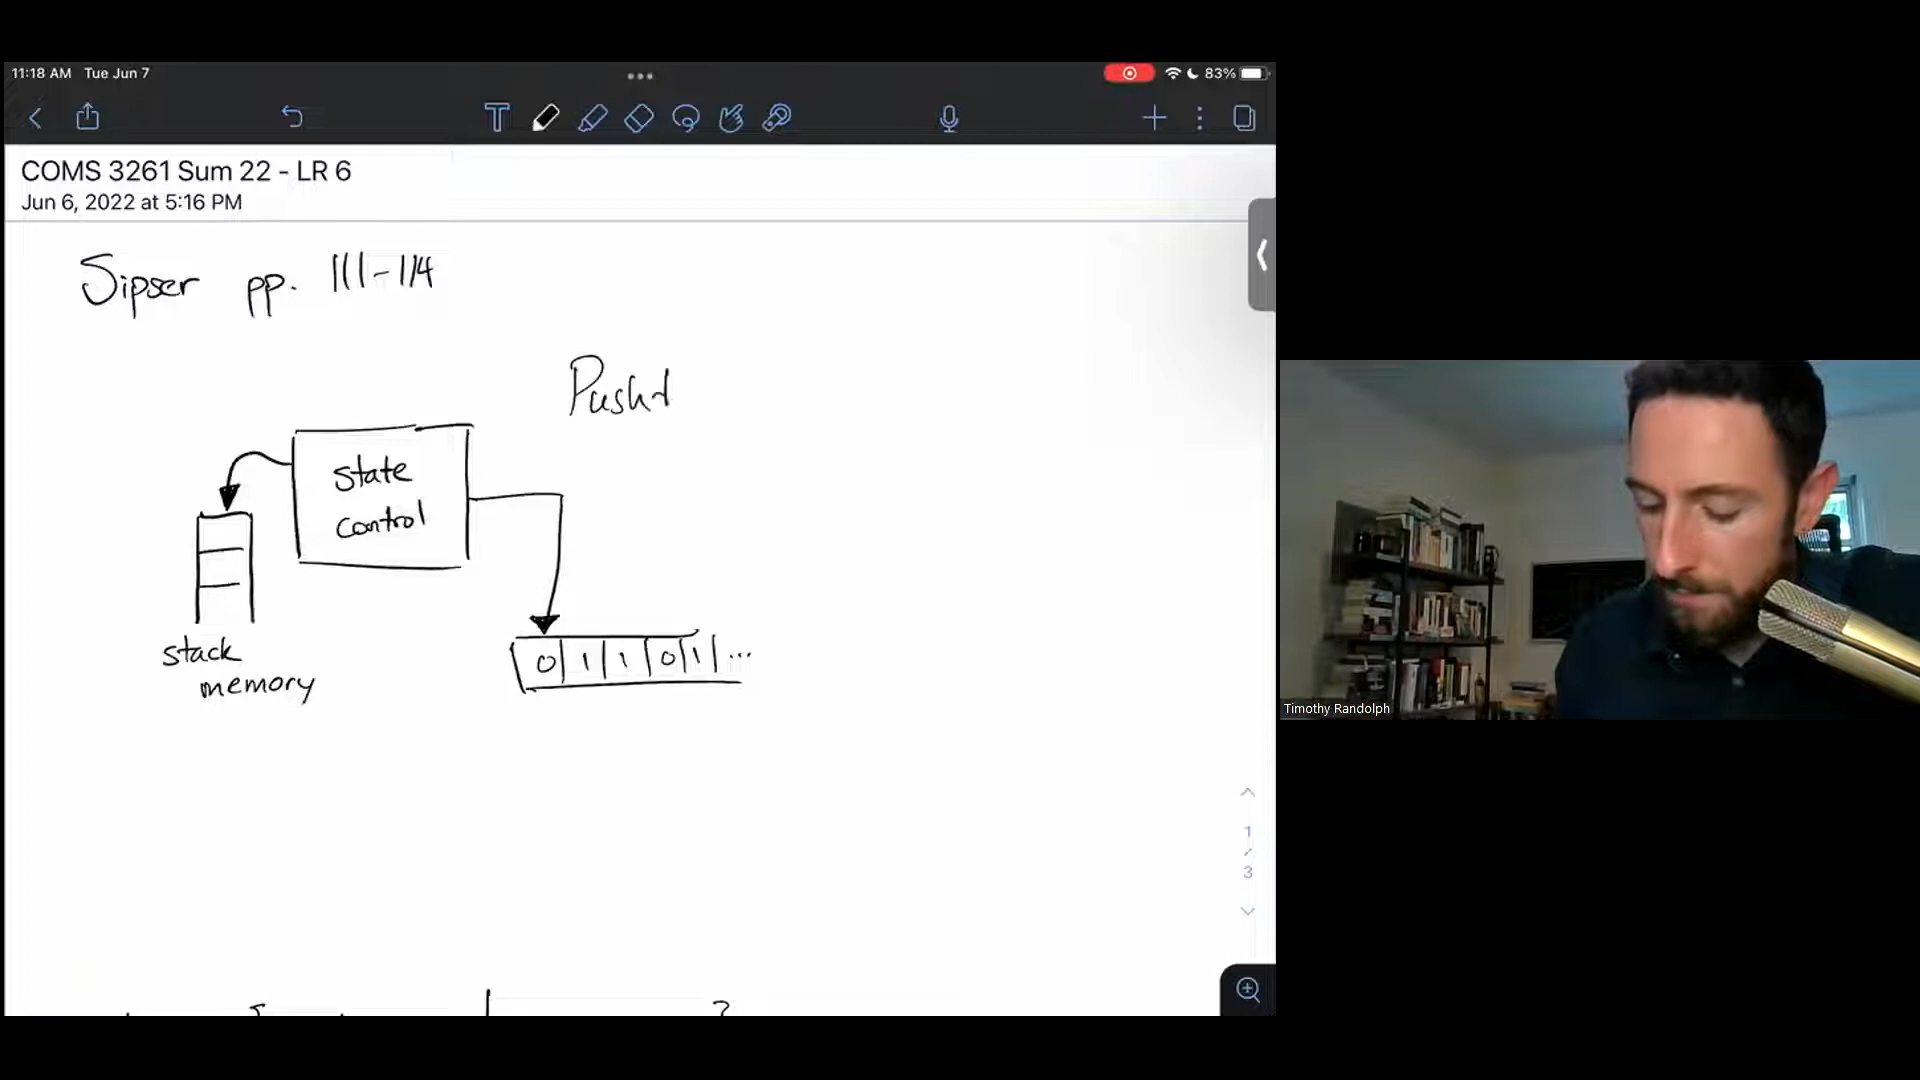 11:18 AM Tue Jun 7
83%
COMS 3261 Sum 22 - LR 6
Jun 6, 2022 at 5:16 PM
Sipser pp. 111-114
Pushd
state
control
stack
memory
0 1 1 0 1 ...
1
/
3
Timothy Randolph